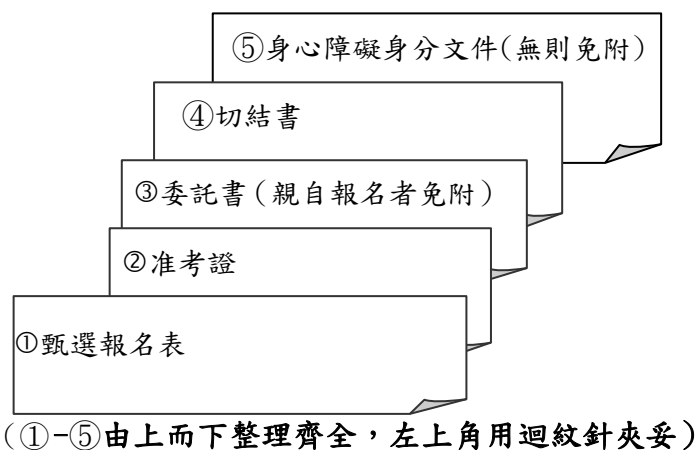 ⑤身心障礙身分文件(無則免附)
④切結書
③委託書(親自報名者免附)
②准考證
①甄選報名表
(①-⑤由上而下整理齊全，左上角用迴紋針夾妥)